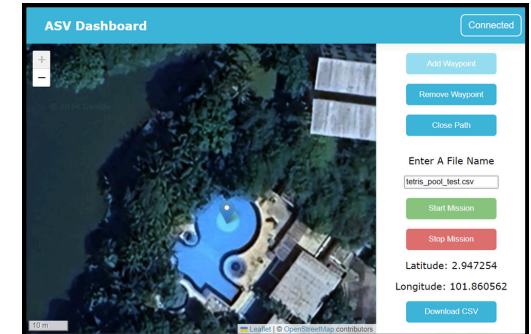 ASV Dashboard
Connected
+
−
Add Waypoint
Remove Waypoint
Close Path
Enter A File Name
tetris_pool_test.csv
Start Mission
Stop Mission
Latitude: 2.947254
Longitude: 101.860562
Download CSV
10 m
Leaflet | © OpenStreetMap contributors